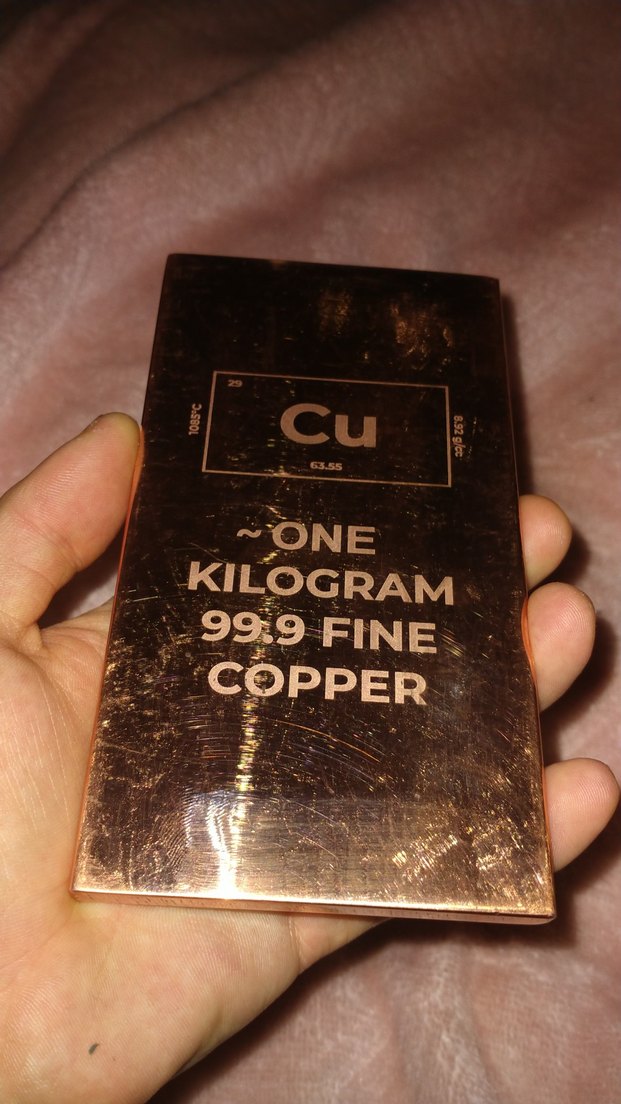 29
Cu
63.55
1085°C
8.92 g/cc
~ ONE
KILOGRAM
99.9 FINE
COPPER